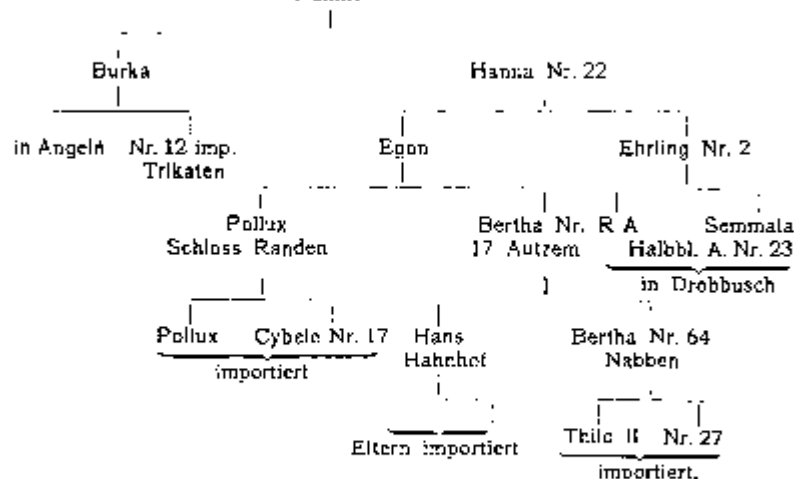 Burka Hanna Nr. 22
in Angeln Nr. 12 imp. Egon Ehrling Nr. 2
Trikaten
Pollux Bertha Nr. R A Semmala
Schloss Randen 17 Autzem Halbbl. A. Nr. 23
in Drobbusch
Pollux Cybele Nr. 17 Hans Bertha Nr. 64
importiert Hahnhof Nabben
Eltern importiert Thilo II Nr. 27
importiert.